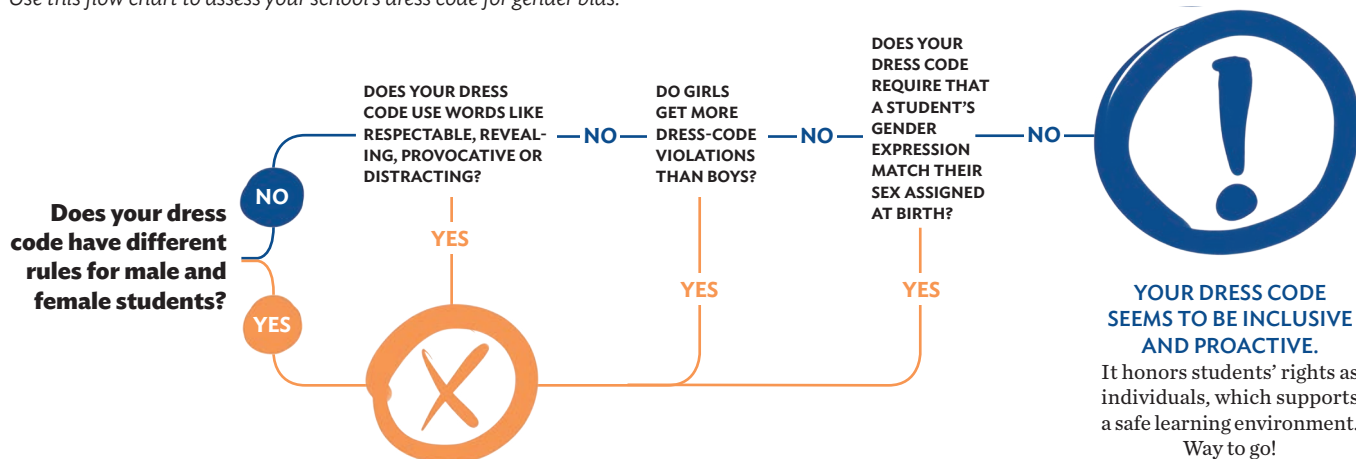 Use this flow chart to assess your school's dress code for gender bias.
Does your dress
code have different
rules for male and
female students?
NO
YES
DOES YOUR DRESS
CODE USE WORDS LIKE
RESPECTABLE, REVEAL-
ING, PROVOCATIVE OR
DISTRACTING?
YES
NO
DO GIRLS
GET MORE
DRESS-CODE
VIOLATIONS
THAN BOYS?
YES
NO
DOES YOUR
DRESS CODE
REQUIRE THAT
A STUDENT'S
GENDER
EXPRESSION
MATCH THEIR
SEX ASSIGNED
AT BIRTH?
YES
NO
!
X
YOUR DRESS CODE
SEEMS TO BE INCLUSIVE
AND PROACTIVE.
It honors students' rights as
individuals, which supports
a safe learning environment.
Way to go!